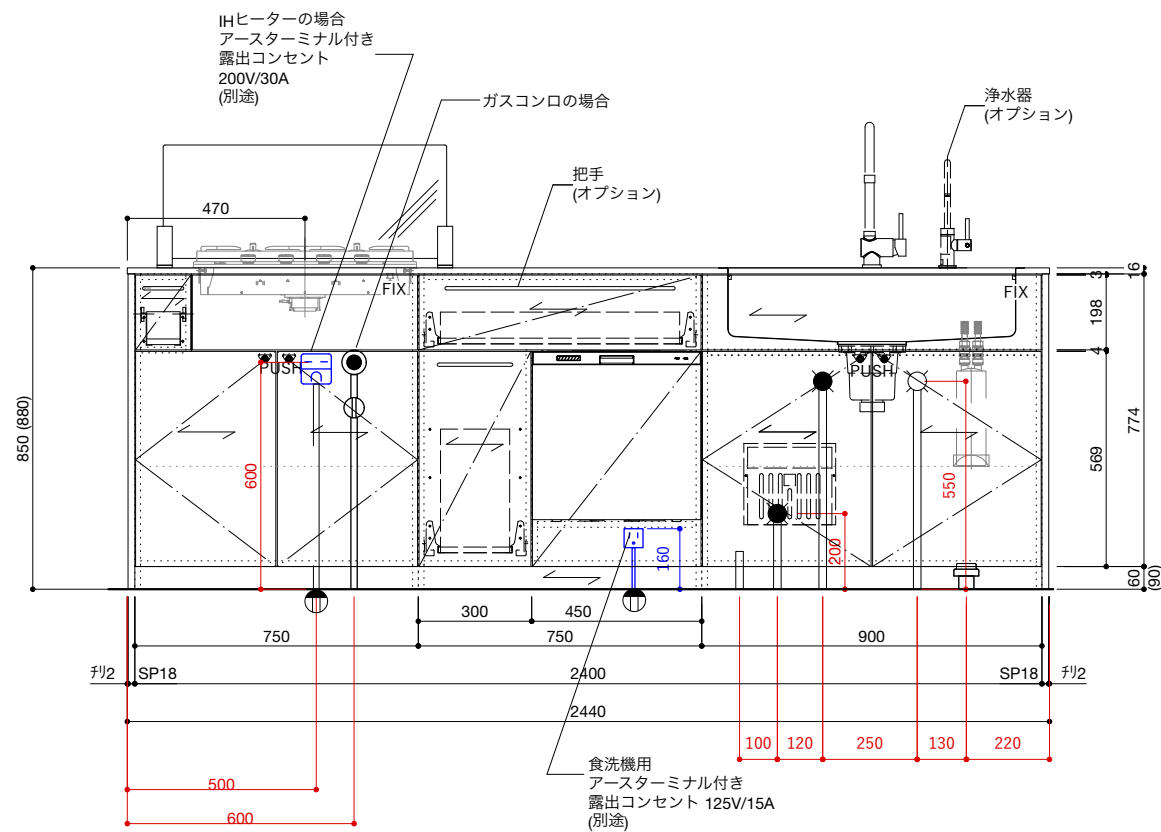 IHヒーターの場合
アースターミナル付き
露出コンセント
200V/30A
(別途)
ガスコンロの場合
浄水器
(オプション)
把手
(オプション)
470
FIX
FIX
16
3
198
4
PUSH
PUSH
850 (880)
774
569
600
550
200
160
60
(90)
300
450
750
750
900
ﾁﾘ2
SP18
2400
SP18
ﾁﾘ2
2440
100
120
250
130
220
500
600
食洗機用
アースターミナル付き
露出コンセント 125V/15A
(別途)